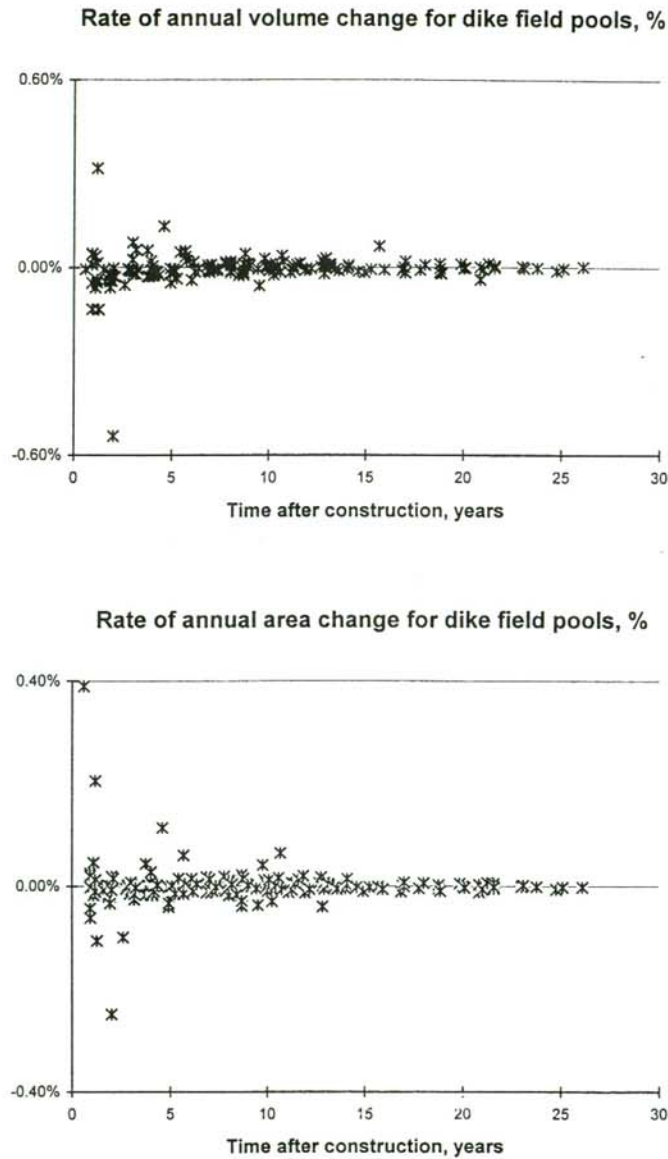 Rate of annual volume change for dike field pools, %
0.60%
0.00%
-0.60%
0 5 10 15 20 25 30
Time after construction, years
Rate of annual area change for dike field pools, %
0.40%
0.00%
-0.40%
0 5 10 15 20 25 30
Time after construction, years